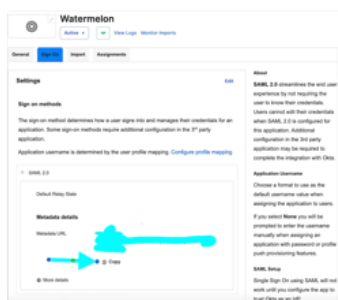 Watermelon
Active
View Logs Monitor Imports
General Sign On Import Assignments
Settings Edit
Sign on methods
The sign-on method determines how a user signs into and manages their credentials for an
application. Some sign-on methods require additional configuration in the 3rd party
application.
Application username is determined by the user profile mapping. Configure profile mapping
SAML 2.0
Default Relay State
Metadata details
Metadata URL
Copy
More details
About
SAML 2.0 streamlines the end user
experience by not requiring the
user to know their credentials.
Users cannot edit their credentials
when SAML 2.0 is configured for
this application. Additional
configuration in the 3rd party
application may be required to
complete the integration with Okta.
Application Username
Choose a format to use as the
default username value when
assigning the application to users.
If you select None you will be
prompted to enter the username
manually when assigning an
application with password or profile
push provisioning features.
SAML Setup
Single Sign On using SAML will not
work until you configure the app to
trust Okta as an IdP.